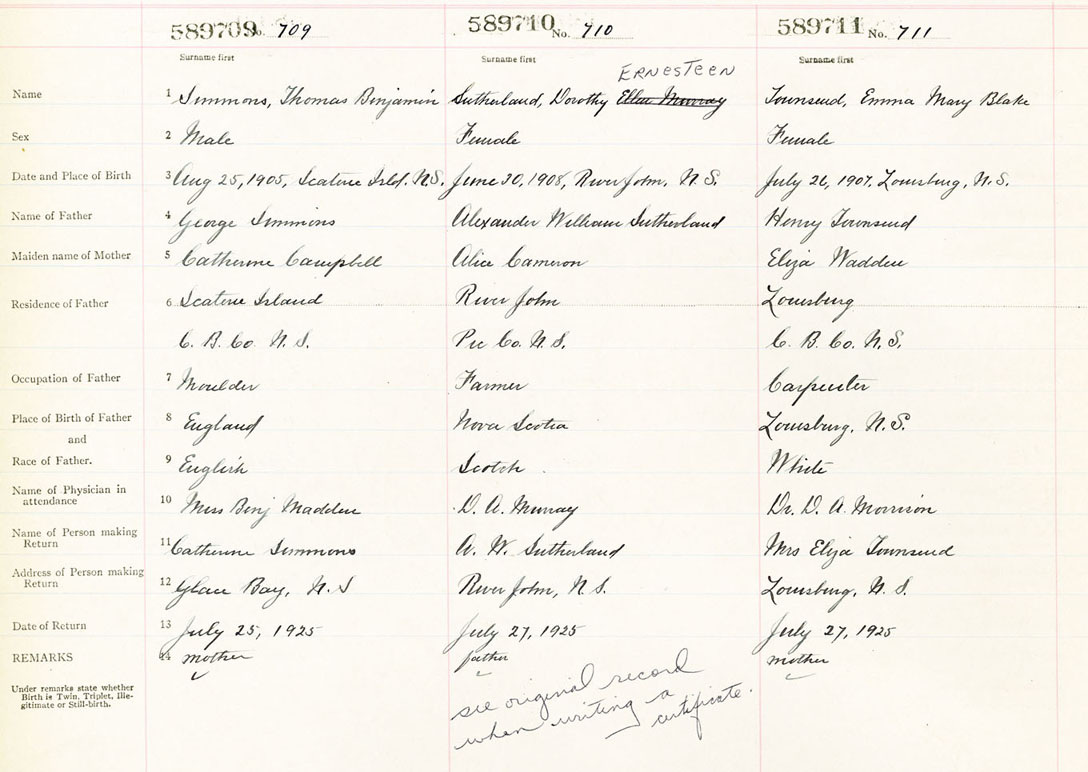 589709 No. 709 589710 No. 710 589711 No. 711
Surname first Surname first Surname first
ERNESTEEN
Name 1 Simmons, Thomas Benjamin Sutherland, Dorothy Ellen Murray Townsend, Emma Mary Blake
Sex 2 Male Female Female
Date and Place of Birth 3 Aug 25, 1905, Scaterie Isld. N.S. June 30, 1908, River John, N.S. July 26, 1907, Louisburg, N.S.
Name of Father 4 George Simmons Alexander William Sutherland Henry Townsend
Maiden name of Mother 5 Catherine Campbell Alice Cameron Eliza Wadden
Residence of Father 6 Scaterie Island River John Louisburg
C. B. Co. N. S. Pic Co. N. S. C. B. Co. N. S.
Occupation of Father 7 Moulder Farmer Carpenter
Place of Birth of Father 8 England Nova Scotia Louisburg, N. S.
and
Race of Father. 9 English Scotch White
Name of Physician in
attendance 10 Mrs Benj Madden D. A. Murray Dr. D. A. Morrison
Name of Person making
Return 11 Catherine Simmons A. W. Sutherland Mrs Eliza Townsend
Address of Person making
Return 12 Glace Bay, N. S River John, N. S. Louisburg, N. S.
Date of Return 13 July 25, 1925 July 27, 1925 July 27, 1925
REMARKS 14 mother father mother
Under remarks state whether
Birth is Twin, Triplet, Ille-
gitimate or Still-birth.
see original record
when writing a
certificate.